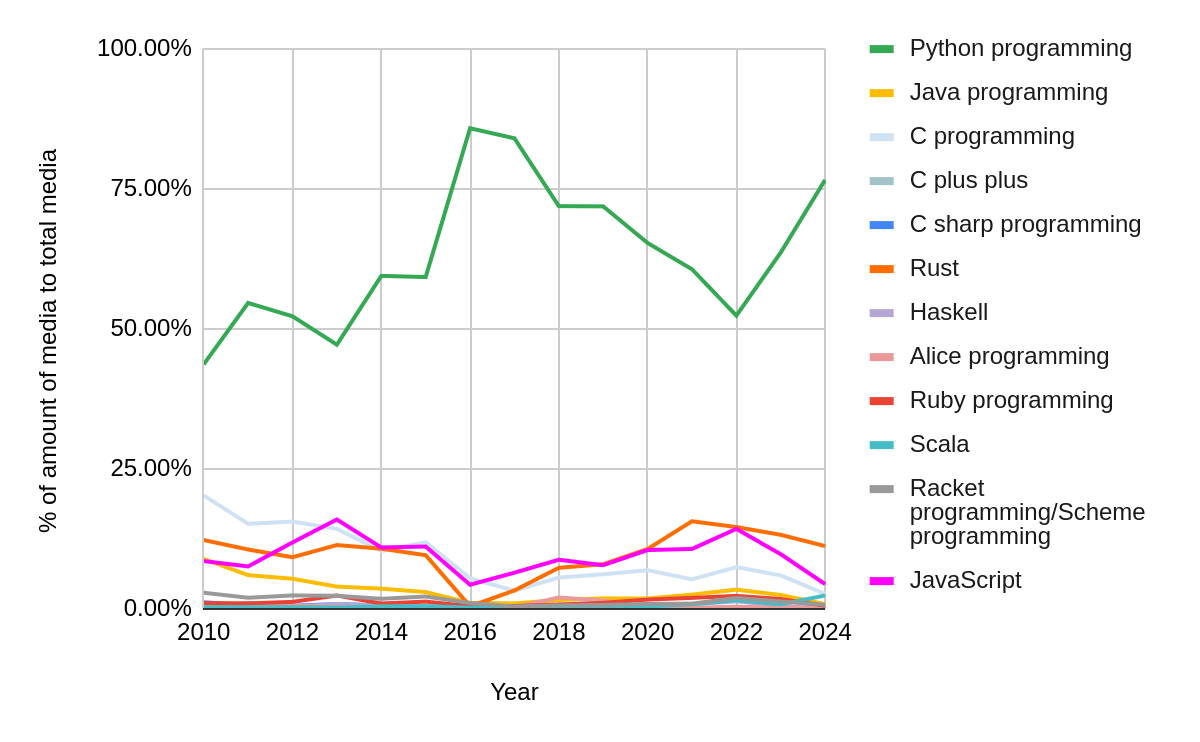 100.00%
75.00%
50.00%
25.00%
0.00%
2010 2012 2014 2016 2018 2020 2022 2024
Year
% of amount of media to total media
Python programming
Java programming
C programming
C plus plus
C sharp programming
Rust
Haskell
Alice programming
Ruby programming
Scala
Racket
programming/Scheme
programming
JavaScript